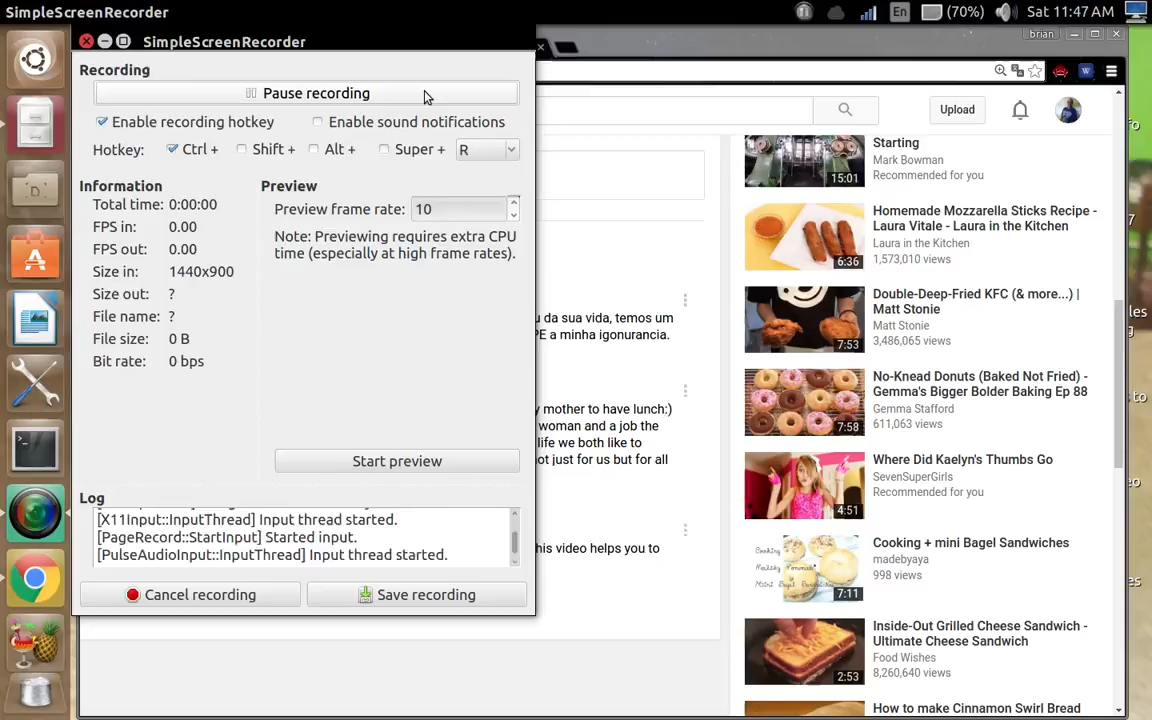 SimpleScreenRecorder
En
(70%)
Sat 11:47 AM
SimpleScreenRecorder
brian
Recording
Pause recording
Enable recording hotkey
Enable sound notifications
Hotkey:
Ctrl +
Shift +
Alt +
Super +
R
Information
Total time: 0:00:00
FPS in: 0.00
FPS out: 0.00
Size in: 1440x900
Size out: ?
File name: ?
File size: 0 B
Bit rate: 0 bps
Preview
Preview frame rate: 10
Note: Previewing requires extra CPU
time (especially at high frame rates).
Start preview
Log
[X11Input::InputThread] Input thread started.
[PageRecord::StartInput] Started input.
[PulseAudioInput::InputThread] Input thread started.
Cancel recording
Save recording
Upload
W
u da sua vida, temos um
PE a minha igonurancia.
y mother to have lunch:)
woman and a job the
life we both like to
not just for us but for all
his video helps you to
Starting
Mark Bowman
Recommended for you
15:01
Homemade Mozzarella Sticks Recipe -
Laura Vitale - Laura in the Kitchen
Laura in the Kitchen
1,573,010 views
6:36
Double-Deep-Fried KFC (& more...) |
Matt Stonie
Matt Stonie
3,486,065 views
7:53
No-Knead Donuts (Baked Not Fried) -
Gemma's Bigger Bolder Baking Ep 88
Gemma Stafford
611,063 views
7:58
Where Did Kaelyn's Thumbs Go
SevenSuperGirls
Recommended for you
4:51
Cooking + mini Bagel Sandwiches
madebyaya
998 views
7:11
Inside-Out Grilled Cheese Sandwich -
Ultimate Cheese Sandwich
Food Wishes
8,260,640 views
2:53
How to make Cinnamon Swirl Bread